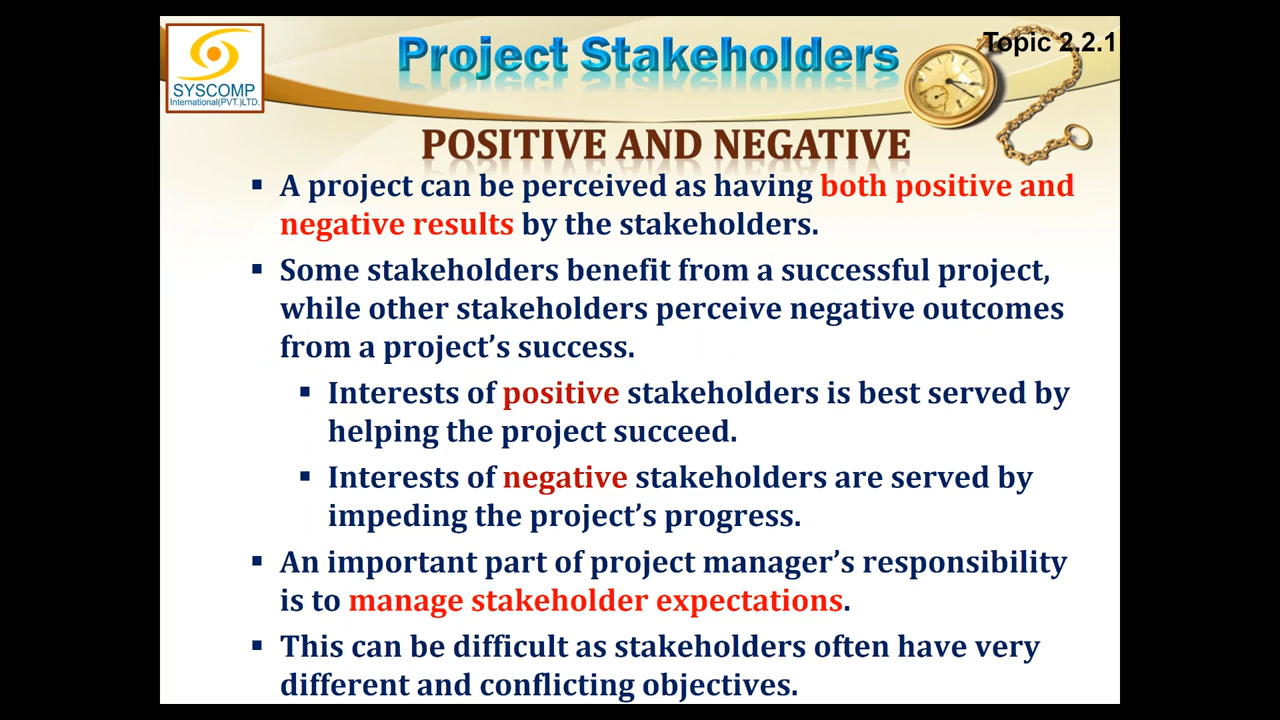 SYSCOMP
International(PVT.)LTD.
Project Stakeholders
Topic 2.2.1
POSITIVE AND NEGATIVE
▪ A project can be perceived as having both positive and
negative results by the stakeholders.
▪ Some stakeholders benefit from a successful project,
while other stakeholders perceive negative outcomes
from a project’s success.
▪ Interests of positive stakeholders is best served by
helping the project succeed.
▪ Interests of negative stakeholders are served by
impeding the project’s progress.
▪ An important part of project manager’s responsibility
is to manage stakeholder expectations.
▪ This can be difficult as stakeholders often have very
different and conflicting objectives.